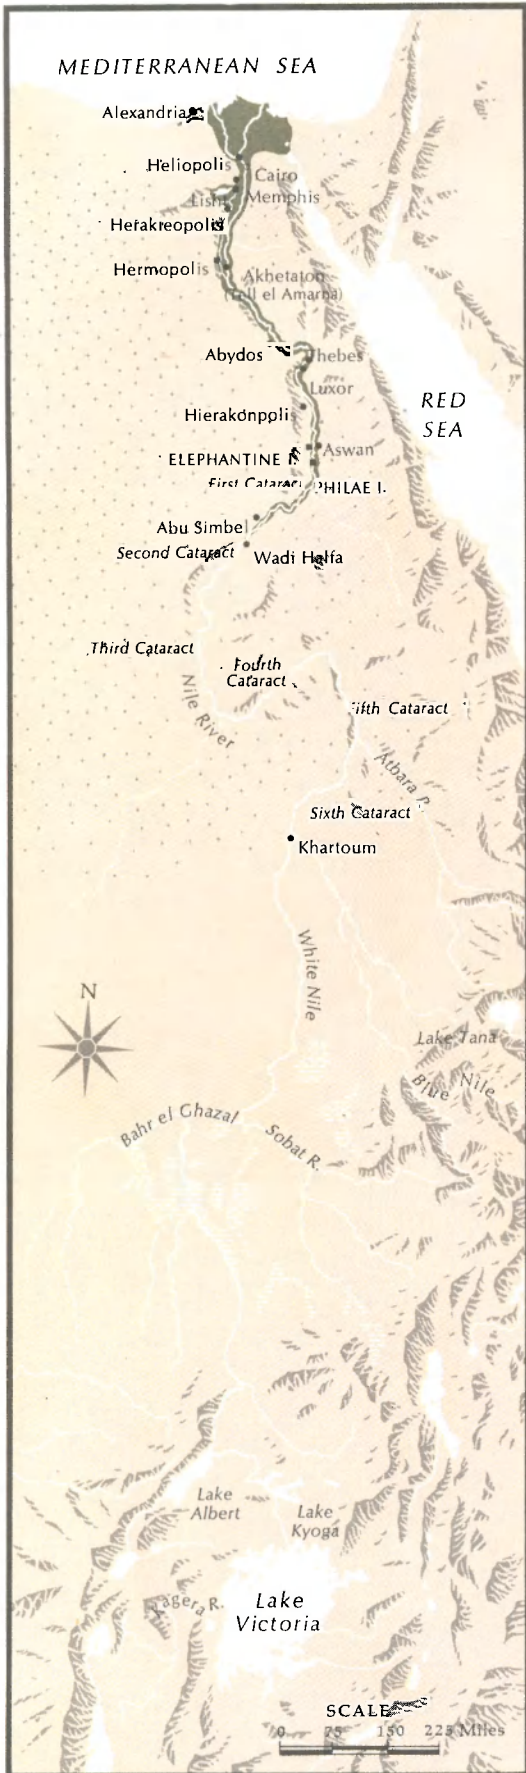 MEDITERRANEAN SEA
Alexandria
Heliopolis
Cairo
Lisht
Memphis
Herakreopolis
Hermopolis
Akhetaton
(Tell el Amarna)
Abydos
Thebes
Luxor
RED
SEA
Hierakonpoli
Aswan
ELEPHANTINE I.
First Cataract
PHILAE I.
Abu Simbel
Second Cataract
Wadi Halfa
Third Cataract
Fourth
Cataract
Nile River
Fifth Cataract
Atbara R.
Sixth Cataract
Khartoum
White Nile
N
Lake Tana
Blue Nile
Bahr el Ghazal
Sobat R.
Lake
Albert
Lake
Kyoga
Kagera R.
Lake
Victoria
SCALE
0 75 150 225 Miles